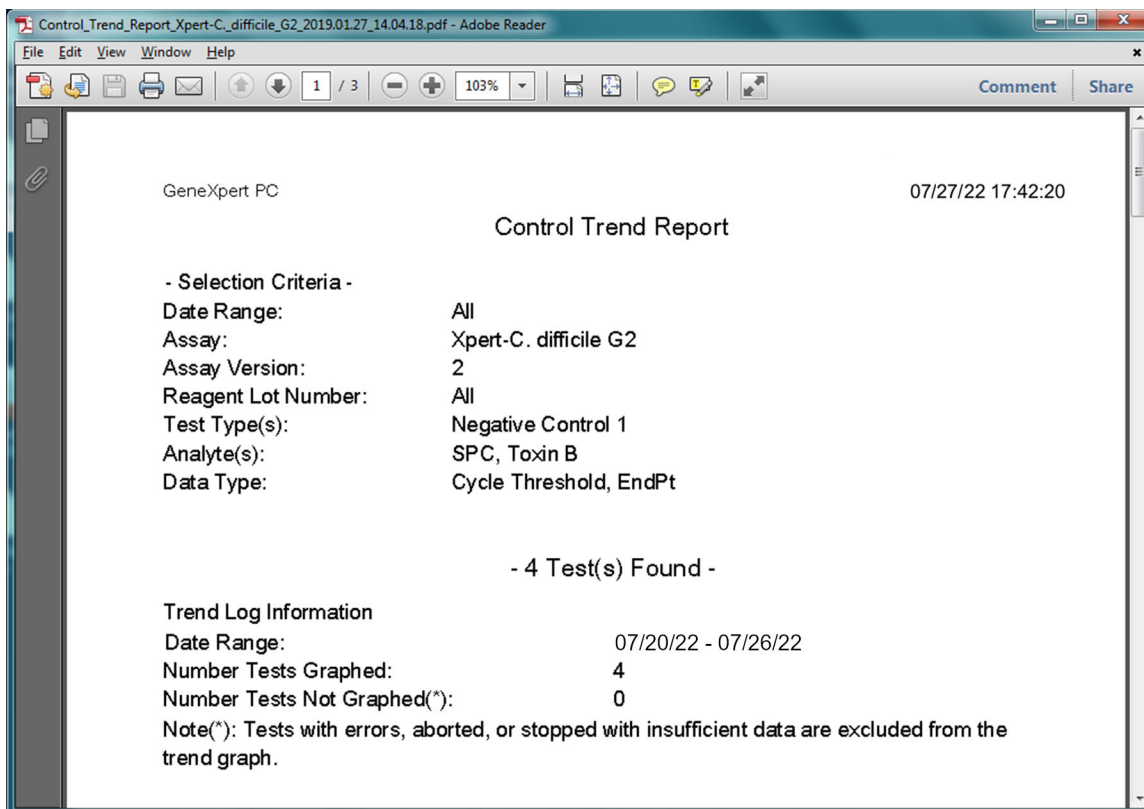 Control_Trend_Report_Xpert-C._difficile_G2_2019.01.27_14.04.18.pdf - Adobe Reader
File Edit View Window Help
1 / 3 103% Comment Share
GeneXpert PC 07/27/22 17:42:20
Control Trend Report
- Selection Criteria -
Date Range: All
Assay: Xpert-C. difficile G2
Assay Version: 2
Reagent Lot Number: All
Test Type(s): Negative Control 1
Analyte(s): SPC, Toxin B
Data Type: Cycle Threshold, EndPt
- 4 Test(s) Found -
Trend Log Information
Date Range: 07/20/22 - 07/26/22
Number Tests Graphed: 4
Number Tests Not Graphed(*): 0
Note(*): Tests with errors, aborted, or stopped with insufficient data are excluded from the
trend graph.